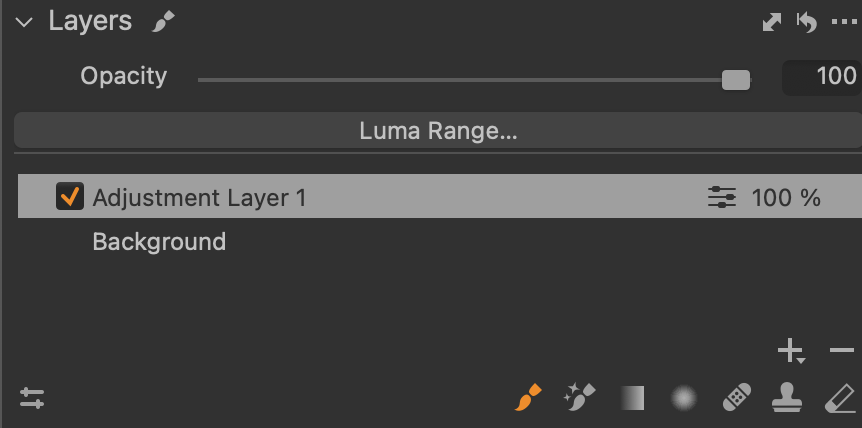 Layers
Opacity 100
Luma Range...
Adjustment Layer 1 100 %
Background